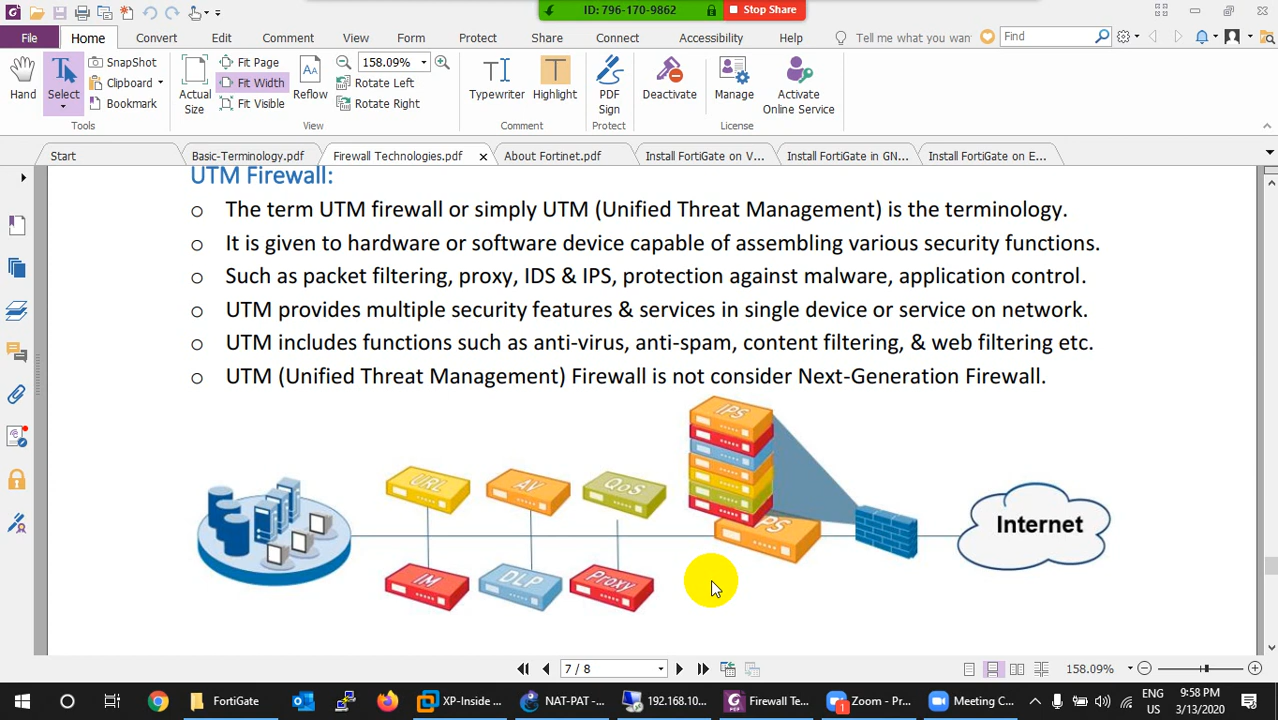 ID: 796-170-9862 Stop Share
File Home Convert Edit Comment View Form Protect Share Connect Accessibility Help Tell me what you want Find
Hand
Select
SnapShot
Clipboard
Bookmark
Tools
Actual Size
Fit Page
Fit Width
Fit Visible
Reflow
158.09%
Rotate Left
Rotate Right
View
Typewriter
Highlight
Comment
PDF Sign
Protect
Deactivate
Manage
Activate Online Service
License
Start Basic-Terminology.pdf Firewall Technologies.pdf About Fortinet.pdf Install FortiGate on V... Install FortiGate in GN... Install FortiGate on E...
UTM Firewall:
o The term UTM firewall or simply UTM (Unified Threat Management) is the terminology.
o It is given to hardware or software device capable of assembling various security functions.
o Such as packet filtering, proxy, IDS & IPS, protection against malware, application control.
o UTM provides multiple security features & services in single device or service on network.
o UTM includes functions such as anti-virus, anti-spam, content filtering, & web filtering etc.
o UTM (Unified Threat Management) Firewall is not consider Next-Generation Firewall.
IPS
URL AV QoS
PS
Internet
IM DLP Proxy
7 / 8 158.09%
FortiGate XP-Inside ... NAT-PAT -... 192.168.10... Firewall Te... Zoom - Pr... Meeting C...
1
ENG
US
9:58 PM
3/13/2020